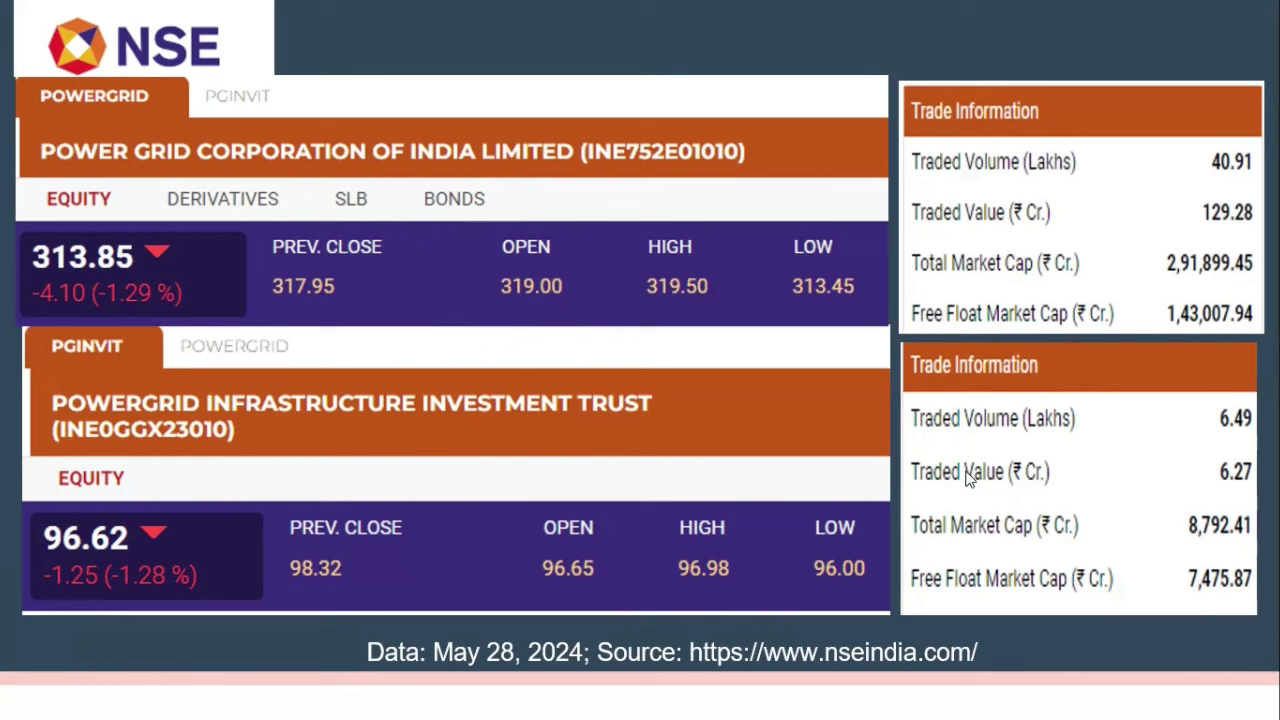 NSE
POWERGRID PGINVIT
POWER GRID CORPORATION OF INDIA LIMITED (INE752E01010)
EQUITY DERIVATIVES SLB BONDS
313.85 PREV. CLOSE OPEN HIGH LOW
-4.10 (-1.29 %) 317.95 319.00 319.50 313.45
Trade Information
Traded Volume (Lakhs) 40.91
Traded Value (₹ Cr.) 129.28
Total Market Cap (₹ Cr.) 2,91,899.45
Free Float Market Cap (₹ Cr.) 1,43,007.94
PGINVIT POWERGRID
POWERGRID INFRASTRUCTURE INVESTMENT TRUST
(INE0GGX23010)
EQUITY
96.62 PREV. CLOSE OPEN HIGH LOW
-1.25 (-1.28 %) 98.32 96.65 96.98 96.00
Trade Information
Traded Volume (Lakhs) 6.49
Traded Value (₹ Cr.) 6.27
Total Market Cap (₹ Cr.) 8,792.41
Free Float Market Cap (₹ Cr.) 7,475.87
Data: May 28, 2024; Source: https://www.nseindia.com/